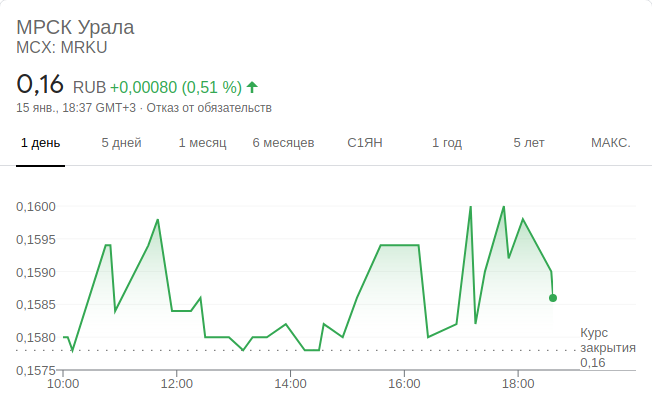 МРСК Урала
MCX: MRKU
0,16 RUB +0,00080 (0,51 %)
15 янв., 18:37 GMT+3 · Отказ от обязательств
1 день 5 дней 1 месяц 6 месяцев С1ЯН 1 год 5 лет МАКС.
0,1600
0,1595
0,1590
0,1585
0,1580
0,1575
Курс
закрытия
0,16
10:00 12:00 14:00 16:00 18:00